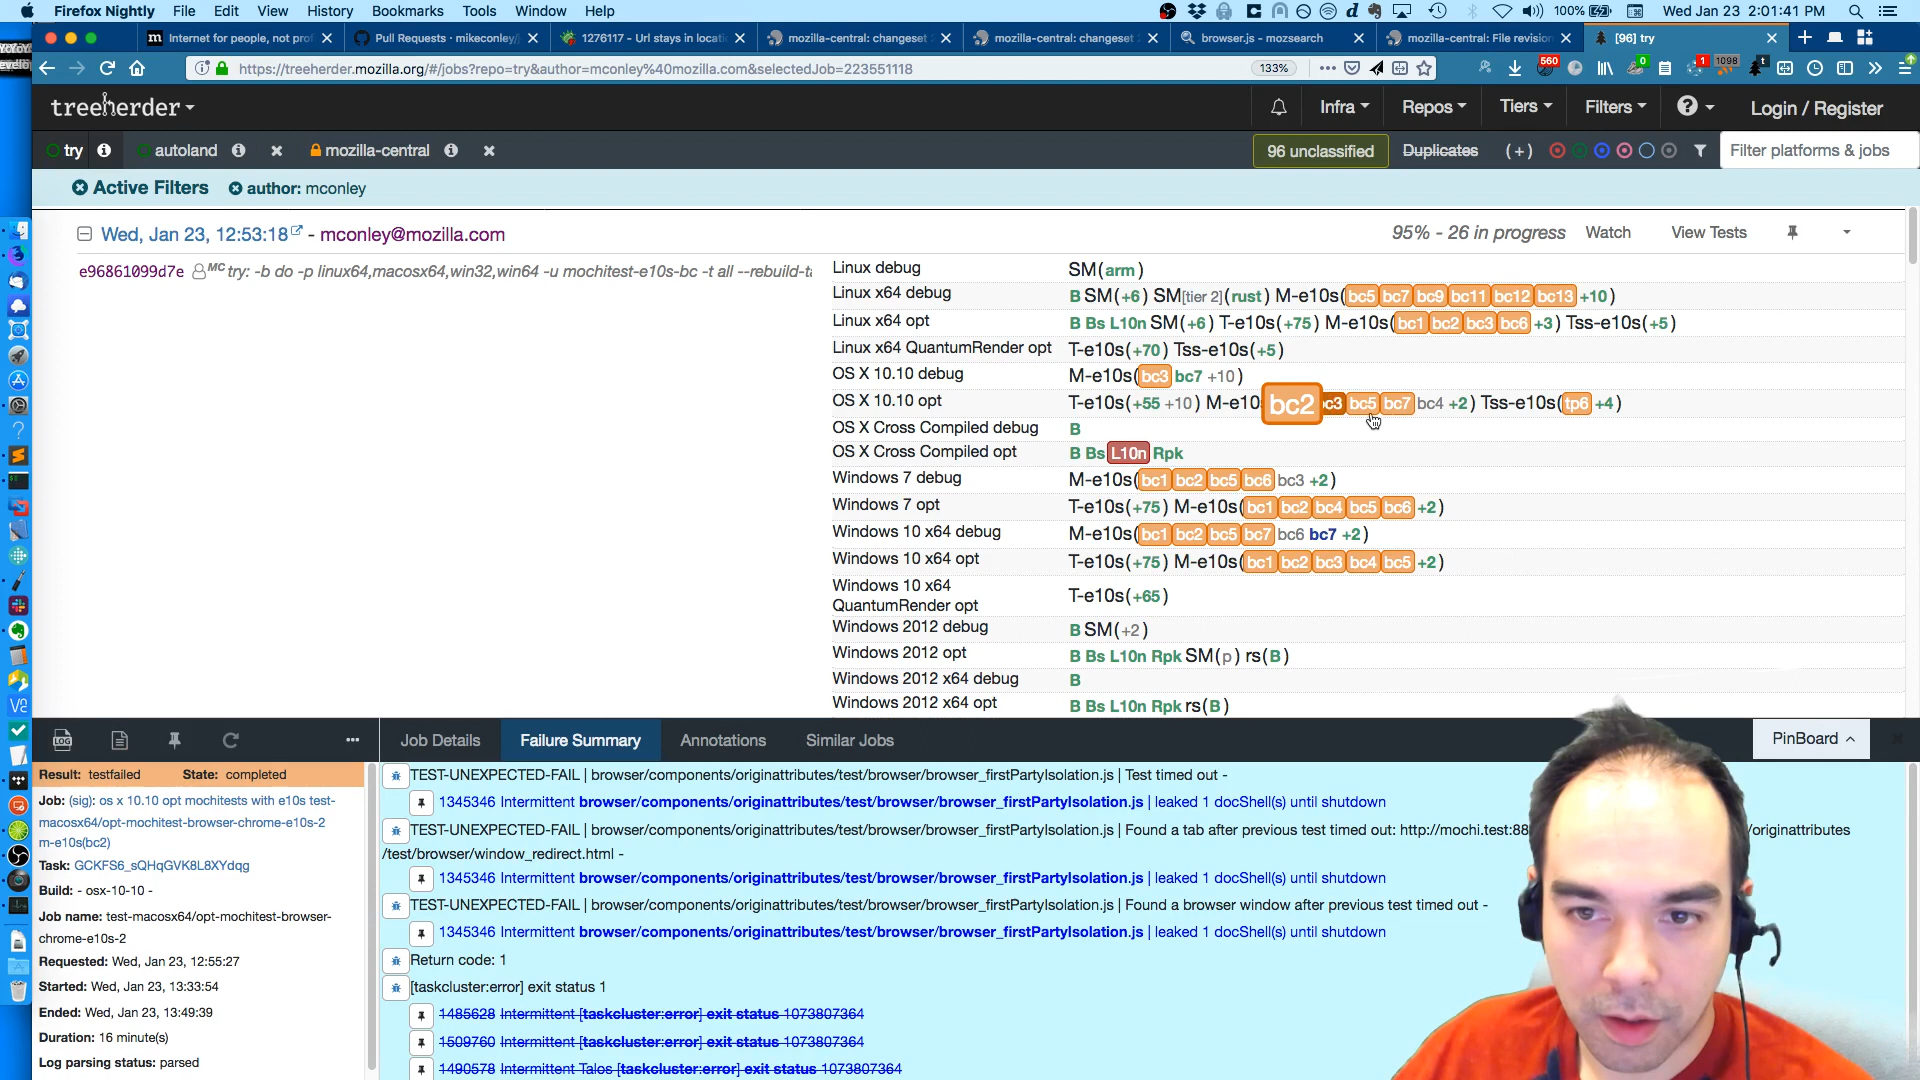 Firefox Nightly File Edit View History Bookmarks Tools Window Help 100% Wed Jan 23 2:01:41 PM
Internet for people, not prof Pull Requests · mikeconley/ 1276117 - Url stays in locati mozilla-central: changeset mozilla-central: changeset browser.js - mozsearch mozilla-central: File revision [96] try
https://treeherder.mozilla.org/#/jobs?repo=try&author=mconley%40mozilla.com&selectedJob=223551118 133% 560 0 1 1098
treeherder Infra Repos Tiers Filters ? Login / Register
try autoland mozilla-central 96 unclassified Duplicates (+) Filter platforms & jobs
Active Filters author: mconley
Wed, Jan 23, 12:53:18 - mconley@mozilla.com 95% - 26 in progress Watch View Tests
e96861099d7e MC try: -b do -p linux64,macosx64,win32,win64 -u mochitest-e10s-bc -t all --rebuild-ta
Linux debug SM(arm)
Linux x64 debug B SM(+6) SM[tier 2](rust) M-e10s(bc5 bc7 bc9 bc11 bc12 bc13 +10)
Linux x64 opt B Bs L10n SM(+6) T-e10s(+75) M-e10s(bc1 bc2 bc3 bc6 +3) Tss-e10s(+5)
Linux x64 QuantumRender opt T-e10s(+70) Tss-e10s(+5)
OS X 10.10 debug M-e10s(bc3 bc7 +10)
OS X 10.10 opt T-e10s(+55 +10) M-e10 bc2 bc3 bc5 bc7 bc4 +2) Tss-e10s(tp6 +4)
OS X Cross Compiled debug B
OS X Cross Compiled opt B Bs L10n Rpk
Windows 7 debug M-e10s(bc1 bc2 bc5 bc6 bc3 +2)
Windows 7 opt T-e10s(+75) M-e10s(bc1 bc2 bc4 bc5 bc6 +2)
Windows 10 x64 debug M-e10s(bc1 bc2 bc5 bc7 bc6 bc7 +2)
Windows 10 x64 opt T-e10s(+75) M-e10s(bc1 bc2 bc3 bc4 bc5 +2)
Windows 10 x64
QuantumRender opt T-e10s(+65)
Windows 2012 debug B SM(+2)
Windows 2012 opt B Bs L10n Rpk SM(p) rs(B)
Windows 2012 x64 debug B
Windows 2012 x64 opt B Bs L10n Rpk rs(B)
LOG ... Job Details Failure Summary Annotations Similar Jobs PinBoard
Result: testfailed State: completed
Job: (sig): os x 10.10 opt mochitests with e10s test-
macosx64/opt-mochitest-browser-chrome-e10s-2
m-e10s(bc2)
Task: GCKFS6_sQHqGVK8L8XYdqg
Build: - osx-10-10 -
Job name: test-macosx64/opt-mochitest-browser-
chrome-e10s-2
Requested: Wed, Jan 23, 12:55:27
Started: Wed, Jan 23, 13:33:54
Ended: Wed, Jan 23, 13:49:39
Duration: 16 minute(s)
Log parsing status: parsed
TEST-UNEXPECTED-FAIL | browser/components/originattributes/test/browser/browser_firstPartyIsolation.js | Test timed out -
1345346 Intermittent browser/components/originattributes/test/browser/browser_firstPartyIsolation.js | leaked 1 docShell(s) until shutdown
TEST-UNEXPECTED-FAIL | browser/components/originattributes/test/browser/browser_firstPartyIsolation.js | Found a tab after previous test timed out: http://mochi.test:88 /originattributes
/test/browser/window_redirect.html -
1345346 Intermittent browser/components/originattributes/test/browser/browser_firstPartyIsolation.js | leaked 1 docShell(s) until shutdown
TEST-UNEXPECTED-FAIL | browser/components/originattributes/test/browser/browser_firstPartyIsolation.js | Found a browser window after previous test timed out -
1345346 Intermittent browser/components/originattributes/test/browser/browser_firstPartyIsolation.js | leaked 1 docShell(s) until shutdown
Return code: 1
[taskcluster:error] exit status 1
1485628 Intermittent [taskcluster:error] exit status 1073807364
1509760 Intermittent [taskcluster:error] exit status 1073807364
1490578 Intermittent Talos [taskcluster:error] exit status 1073807364